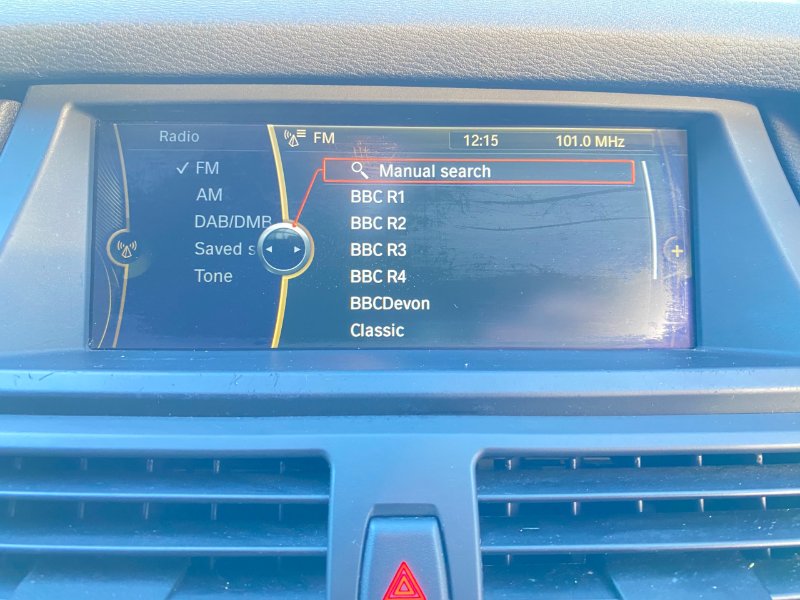 Radio
FM 12:15 101.0 MHz
✓ FM
AM
DAB/DMB
Saved s
Tone
Manual search
BBC R1
BBC R2
BBC R3
BBC R4
BBCDevon
Classic